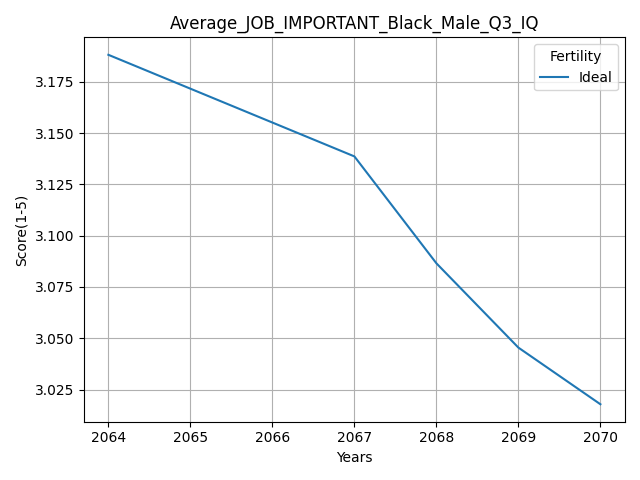 Average_JOB_IMPORTANT_Black_Male_Q3_IQ
Fertility
Ideal
Score(1-5)
3.175
3.150
3.125
3.100
3.075
3.050
3.025
2064 2065 2066 2067 2068 2069 2070
Years